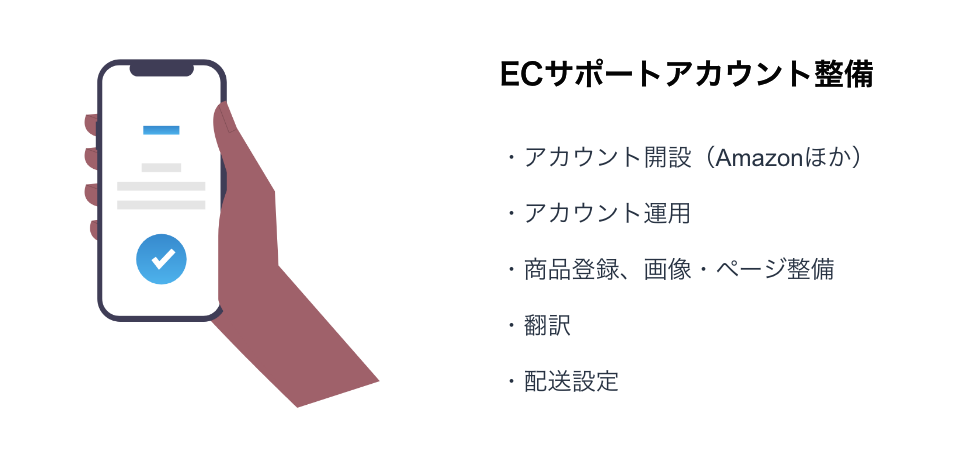 ECサポートアカウント整備
・アカウント開設（Amazonほか）
・アカウント運用
・商品登録、画像・ページ整備
・翻訳
・配送設定